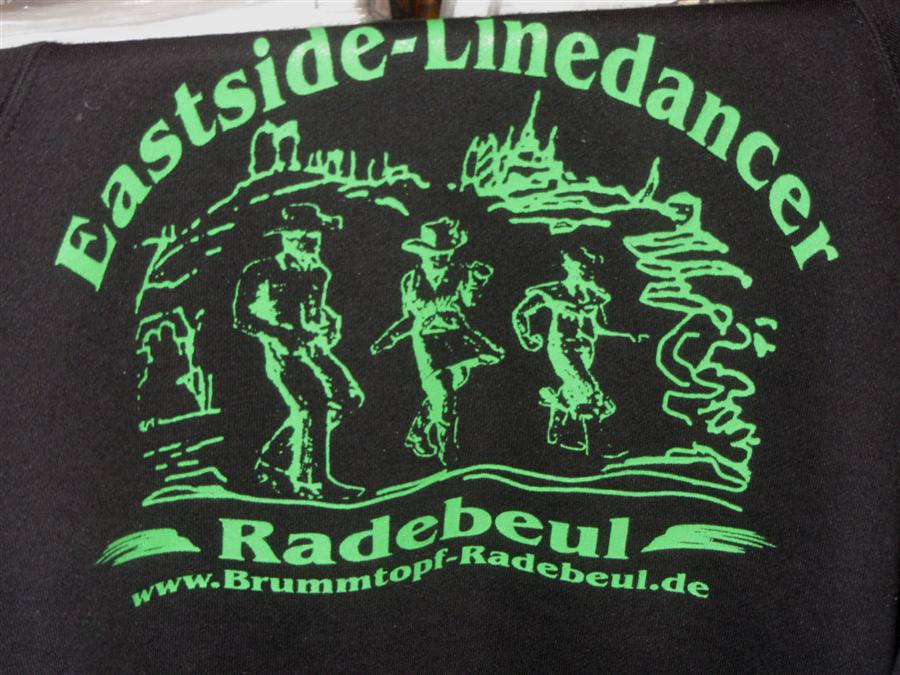 Eastside-Linedancer
Radebeul
www.Brummtopf-Radebeul.de